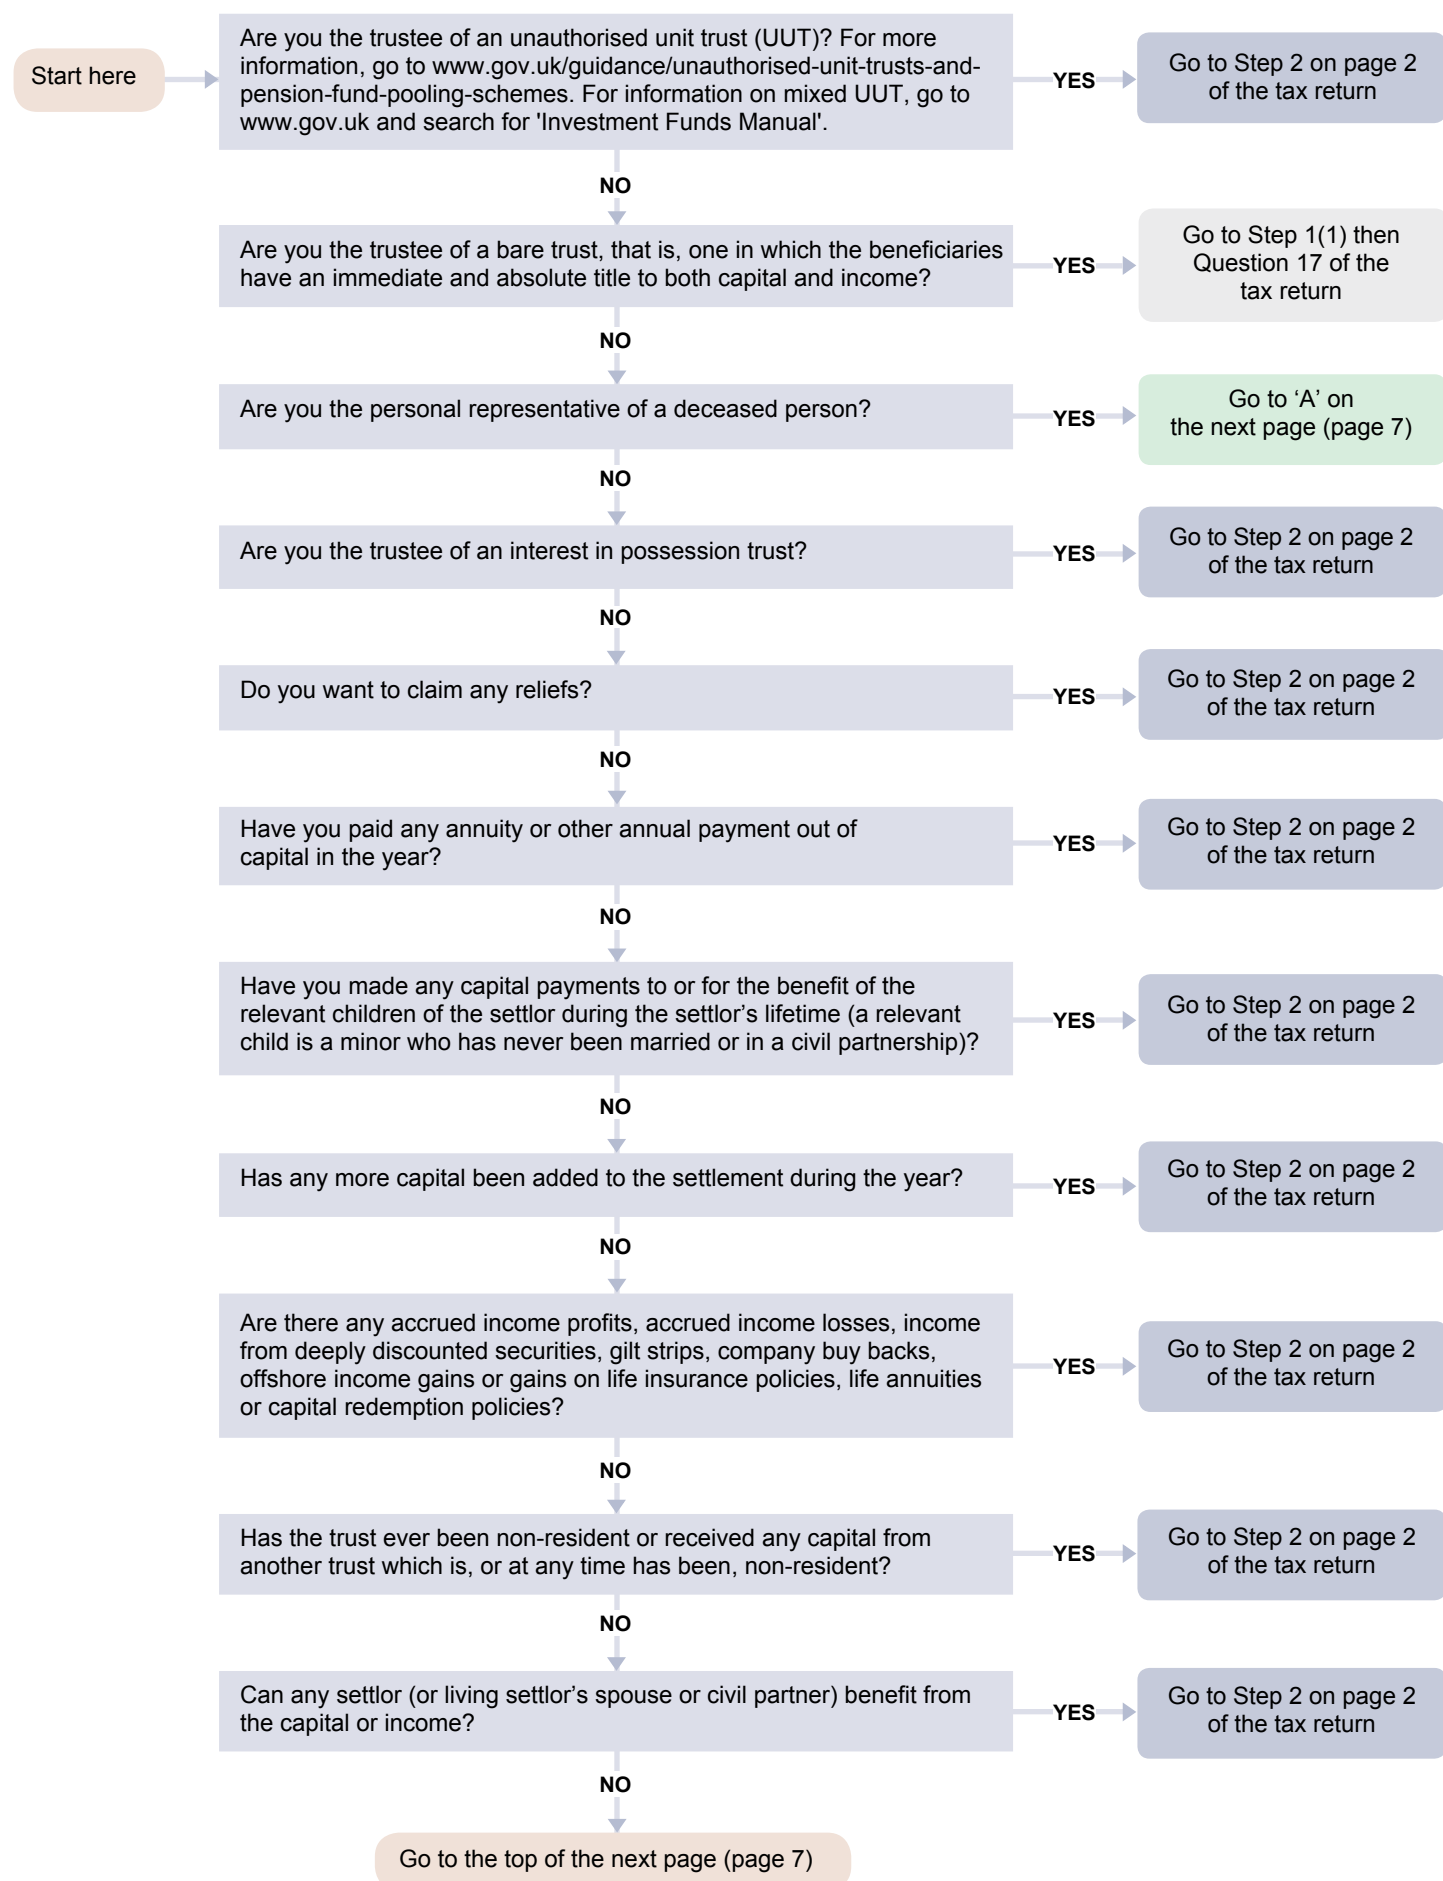 Start here
Are you the trustee of an unauthorised unit trust (UUT)? For more
information, go to www.gov.uk/guidance/unauthorised-unit-trusts-and-
pension-fund-pooling-schemes. For information on mixed UUT, go to
www.gov.uk and search for 'Investment Funds Manual'.
YES
Go to Step 2 on page 2
of the tax return
NO
Are you the trustee of a bare trust, that is, one in which the beneficiaries
have an immediate and absolute title to both capital and income?
YES
Go to Step 1(1) then
Question 17 of the
tax return
NO
Are you the personal representative of a deceased person?
YES
Go to ‘A’ on
the next page (page 7)
NO
Are you the trustee of an interest in possession trust?
YES
Go to Step 2 on page 2
of the tax return
NO
Do you want to claim any reliefs?
YES
Go to Step 2 on page 2
of the tax return
NO
Have you paid any annuity or other annual payment out of
capital in the year?
YES
Go to Step 2 on page 2
of the tax return
NO
Have you made any capital payments to or for the benefit of the
relevant children of the settlor during the settlor’s lifetime (a relevant
child is a minor who has never been married or in a civil partnership)?
YES
Go to Step 2 on page 2
of the tax return
NO
Has any more capital been added to the settlement during the year?
YES
Go to Step 2 on page 2
of the tax return
NO
Are there any accrued income profits, accrued income losses, income
from deeply discounted securities, gilt strips, company buy backs,
offshore income gains or gains on life insurance policies, life annuities
or capital redemption policies?
YES
Go to Step 2 on page 2
of the tax return
NO
Has the trust ever been non-resident or received any capital from
another trust which is, or at any time has been, non-resident?
YES
Go to Step 2 on page 2
of the tax return
NO
Can any settlor (or living settlor’s spouse or civil partner) benefit from
the capital or income?
YES
Go to Step 2 on page 2
of the tax return
NO
Go to the top of the next page (page 7)